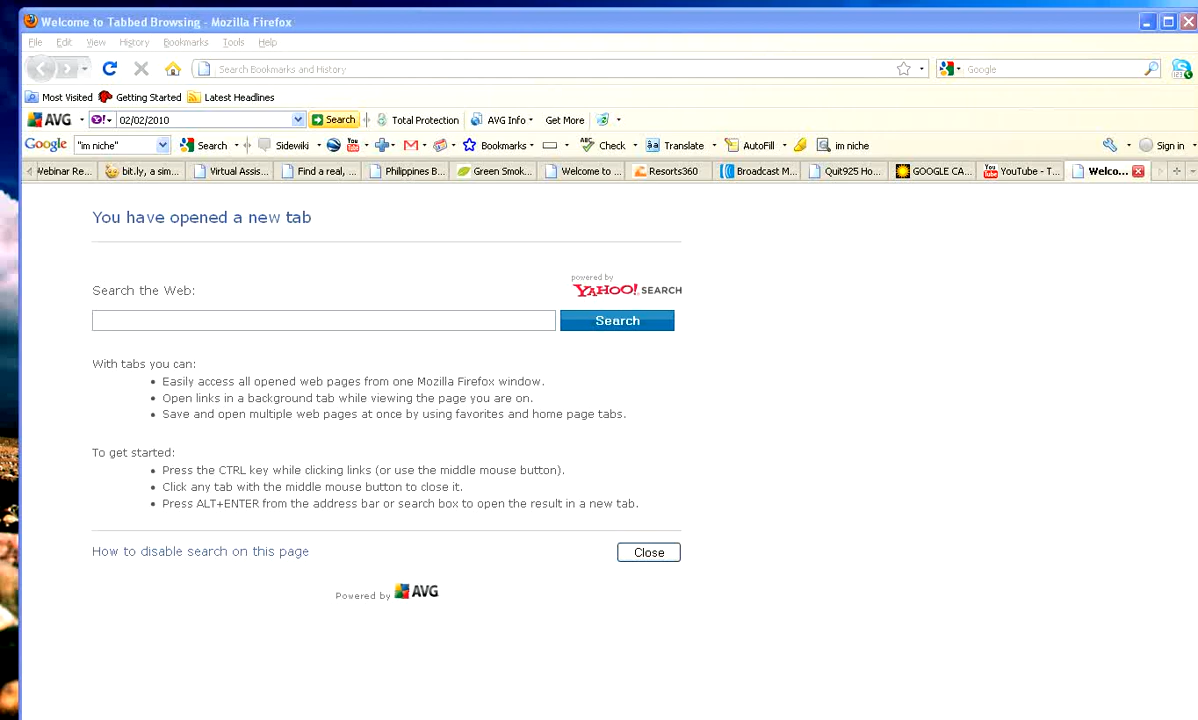 Welcome to Tabbed Browsing - Mozilla Firefox
File Edit View History Bookmarks Tools Help
Search Bookmarks and History Google
Most Visited Getting Started Latest Headlines
AVG Y! 02/02/2010 Search Total Protection AVG Info Get More
Google "im niche" Search Sidewiki Bookmarks Check Translate AutoFill im niche Sign in
Webinar Re... bit.ly, a sim... Virtual Assis... Find a real, ... Philippines B... Green Smok... Welcome to ... Resorts360 Broadcast M... Quit925 Ho... GOOGLE CA... YouTube - T... Welco...
You have opened a new tab
powered by
Search the Web: YAHOO! SEARCH
Search
With tabs you can:
• Easily access all opened web pages from one Mozilla Firefox window.
• Open links in a background tab while viewing the page you are on.
• Save and open multiple web pages at once by using favorites and home page tabs.
To get started:
• Press the CTRL key while clicking links (or use the middle mouse button).
• Click any tab with the middle mouse button to close it.
• Press ALT+ENTER from the address bar or search box to open the result in a new tab.
How to disable search on this page Close
Powered by AVG